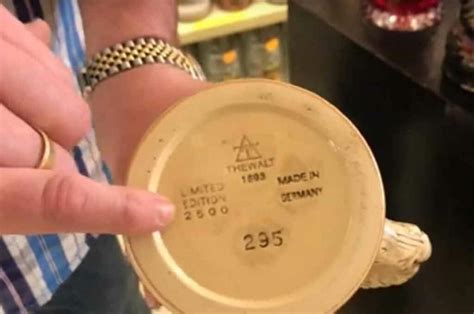 THEWALT
1893
LIMITED
EDITION
2500
MADE IN
GERMANY
295